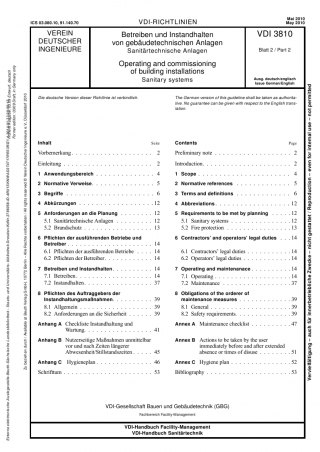 ICS 03.080.10, 91.140.70
VDI-RICHTLINIEN
Mai 2010
May 2010
VEREIN
DEUTSCHER
INGENIEURE
Betreiben und Instandhalten
von gebäudetechnischen Anlagen
Sanitärtechnische Anlagen
Operating and commissioning
of building installations
Sanitary systems
VDI 3810
Blatt 2 / Part 2
Ausg. deutsch/englisch
Issue German/English
Die deutsche Version dieser Richtlinie ist verbindlich.
The German version of this guideline shall be taken as authorita-
tive. No guarantee can be given with respect to the English trans-
lation.
Inhalt Seite
Vorbemerkung 2
Einleitung 2
1 Anwendungsbereich 4
2 Normative Verweise 5
3 Begriffe 6
4 Abkürzungen 12
5 Anforderungen an die Planung 12
5.1 Sanitärtechnische Anlagen 12
5.2 Brandschutz 13
6 Pflichten der ausführenden Betriebe und
Betreiber 14
6.1 Pflichten der ausführenden Betriebe 14
6.2 Pflichten der Betreiber 14
7 Betreiben und Instandhalten 14
7.1 Betreiben 14
7.2 Instandhalten 37
8 Pflichten des Auftraggebers der
Instandhaltungsmaßnahmen 39
8.1 Allgemein 39
8.2 Anforderungen an die Sicherheit 39
Anhang A Checkliste Instandhaltung und
Wartung 41
Anhang B Nutzerseitige Maßnahmen unmittelbar
vor und nach Zeiten längerer
Abwesenheit/Stillstandszeiten 45
Anhang C Hygieneplan 46
Schrifttum 53
Contents Page
Preliminary note 2
Introduction 2
1 Scope 4
2 Normative references 5
3 Terms and definitions 6
4 Abbreviations 12
5 Requirements to be met by planning 12
5.1 Sanitary systems 12
5.2 Fire protection 13
6 Contractors' and operators' legal duties 14
6.1 Contractors' legal duties 14
6.2 Operators' legal duties 14
7 Operating and maintenance 14
7.1 Operating 14
7.2 Maintenance 37
8 Obligations of the orderer of
maintenance measures 39
8.1 General 39
8.2 Safety requirements 39
Annex A Maintenance checklist 47
Annex B Actions to be taken by the user
immediately before and after extended
absence or times of disuse 51
Annex C Hygiene plan 52
Bibliography 53
VDI-Gesellschaft Bauen und Gebäudetechnik (GBG)
Fachbereich Facility-Management
VDI-Handbuch Facility-Management
VDI-Handbuch Sanitärtechnik
Vervielfältigung – auch für innerbetriebliche Zwecke – nicht gestattet / Reproduction – even for internal use – not permitted